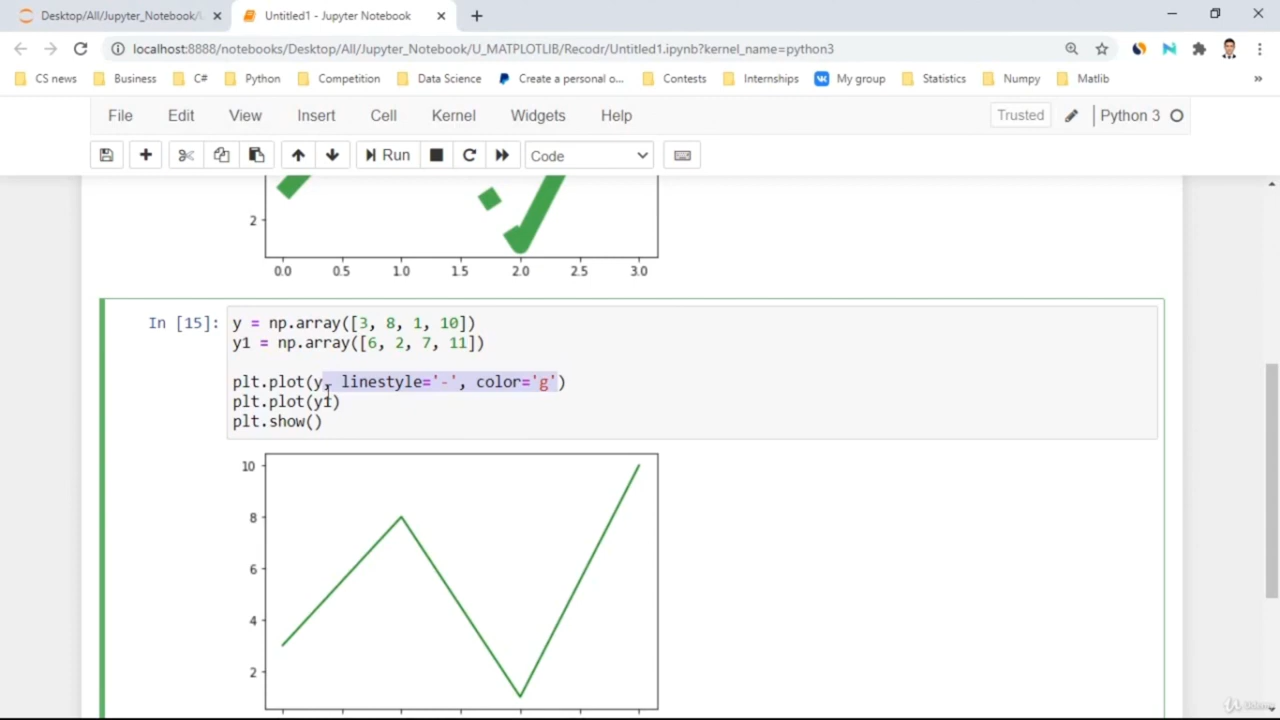 Desktop/All/Jupyter_Notebook/
Untitled1 - Jupyter Notebook
localhost:8888/notebooks/Desktop/All/Jupyter_Notebook/U_MATPLOTLIB/Recodr/Untitled1.ipynb?kernel_name=python3
CS news Business C# Python Competition Data Science Create a personal o... Contests Internships My group Statistics Numpy Matlib »
File Edit View Insert Cell Kernel Widgets Help Trusted Python 3
Run Code
2
0.0 0.5 1.0 1.5 2.0 2.5 3.0
In [15]: y = np.array([3, 8, 1, 10])
y1 = np.array([6, 2, 7, 11])
plt.plot(y, linestyle='-', color='g')
plt.plot(y1)
plt.show()
10
8
6
4
2
Udemy